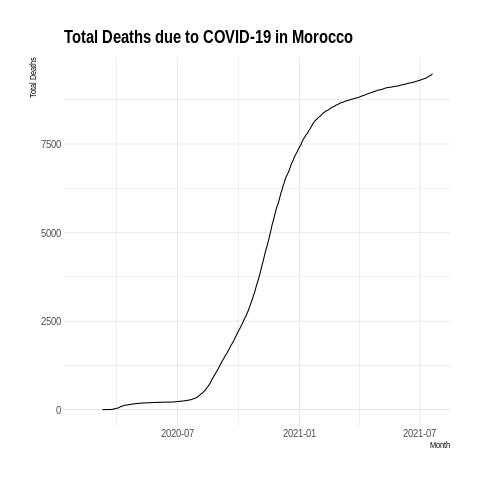 Total Deaths due to COVID-19 in Morocco
Total Deaths
7500
5000
2500
0
2020-07 2021-01 2021-07
Month